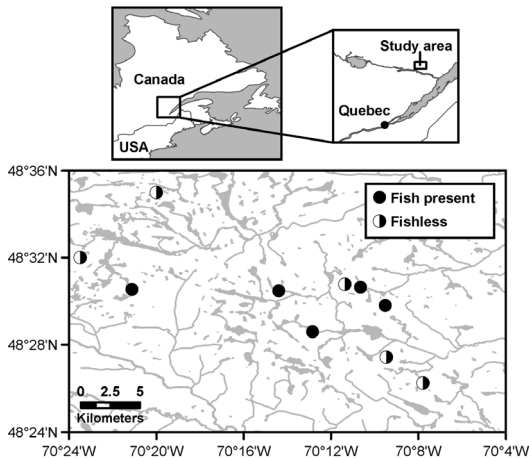 Canada
USA
Study area
Quebec
48°36'N
48°32'N
48°28'N
48°24'N
Fish present
Fishless
0 2.5 5
Kilometers
70°24'W 70°20'W 70°16'W 70°12'W 70°8'W 70°4'W